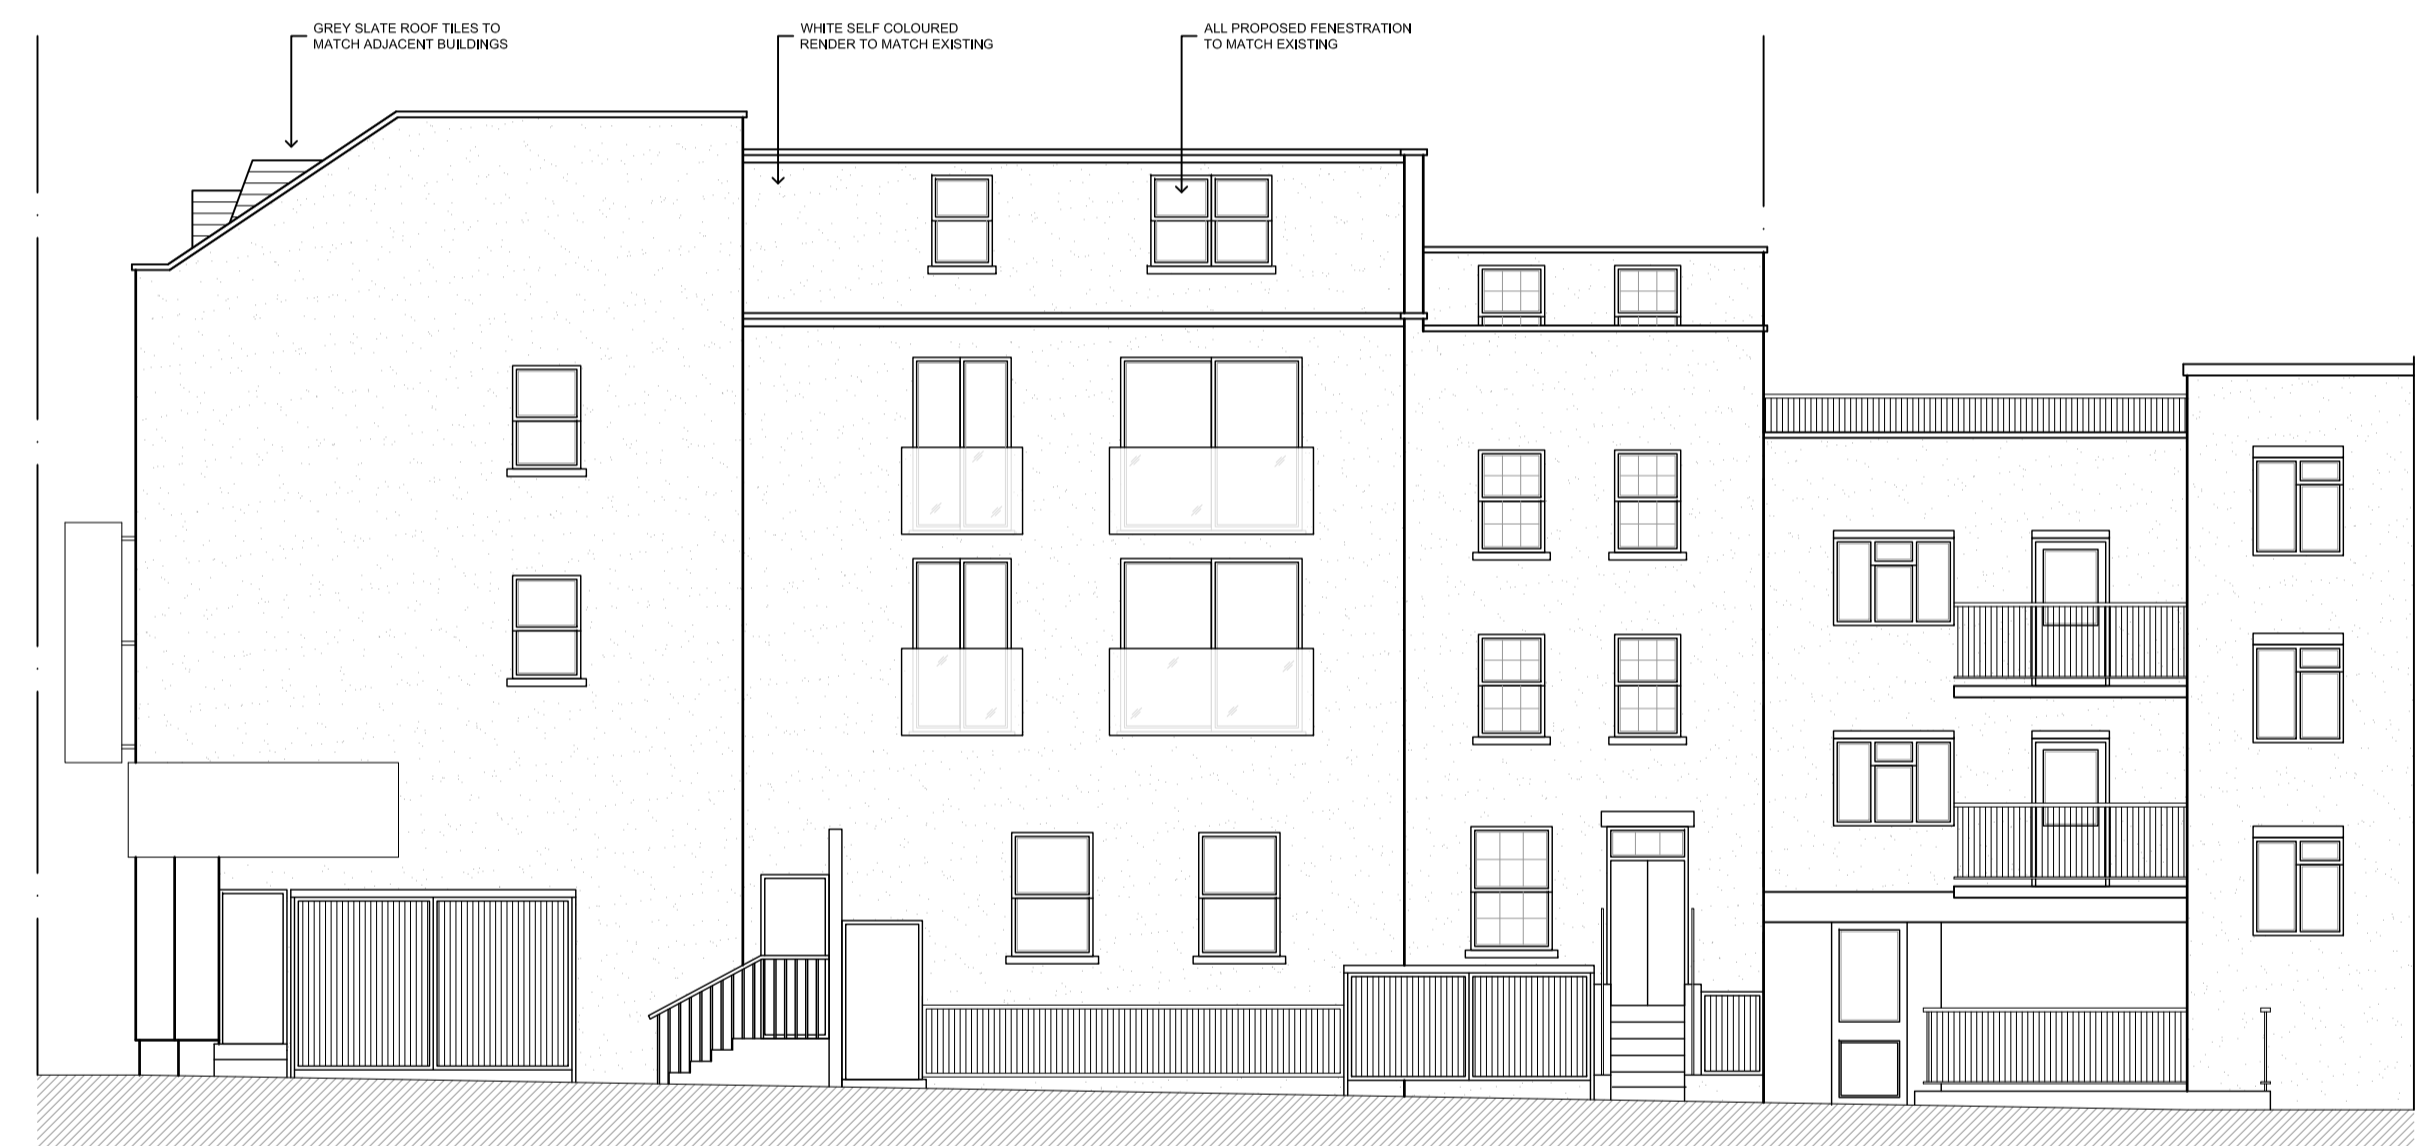 GREY SLATE ROOF TILES TO
MATCH ADJACENT BUILDINGS
WHITE SELF COLOURED
RENDER TO MATCH EXISTING
ALL PROPOSED FENESTRATION
TO MATCH EXISTING